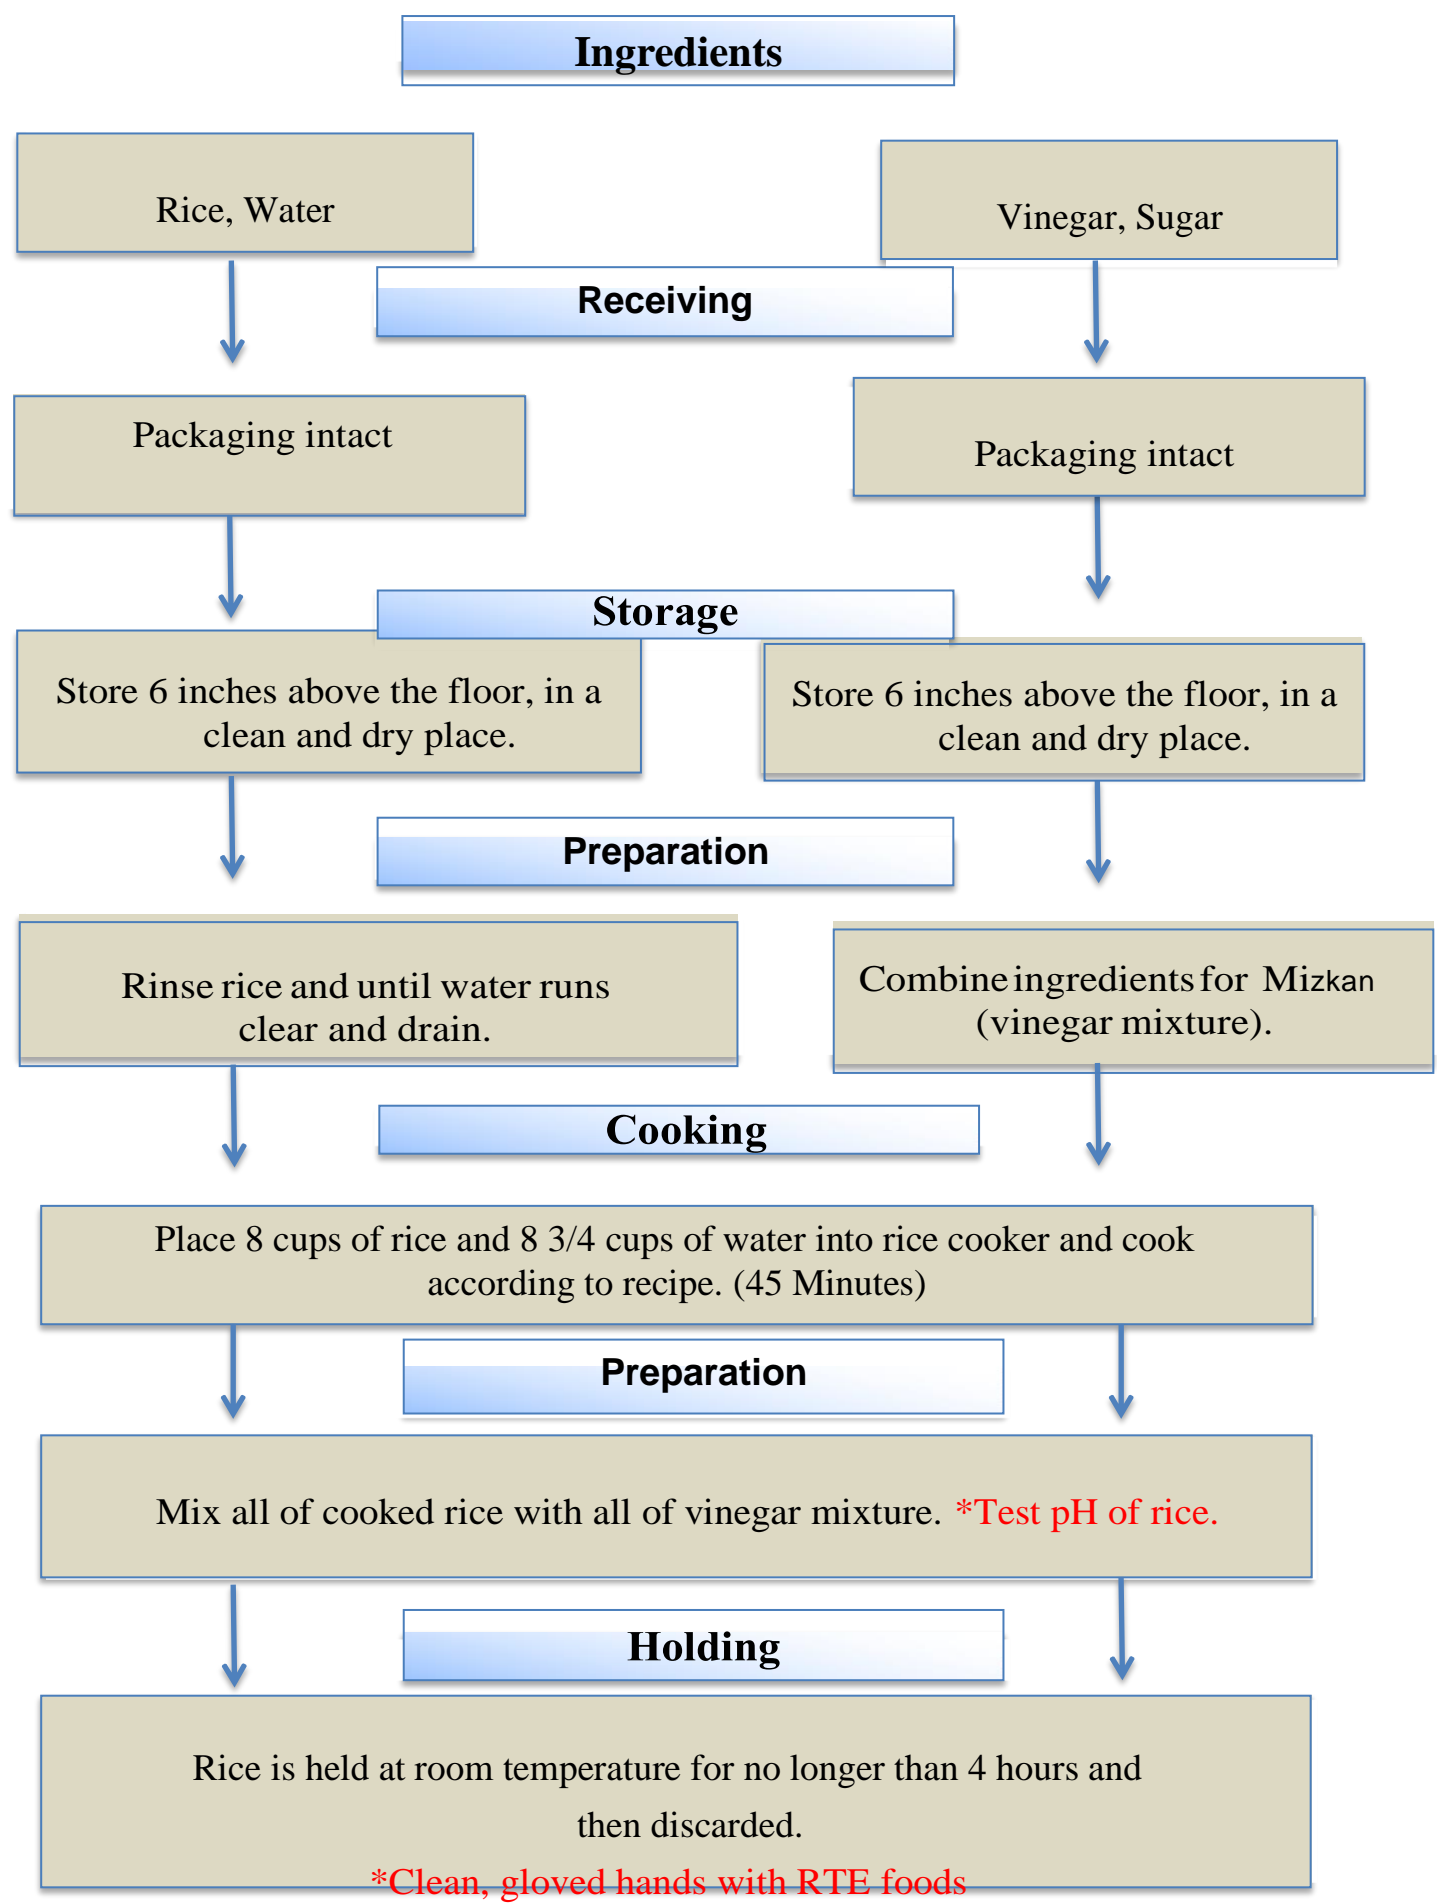 Ingredients
Rice, Water
Vinegar, Sugar
Receiving
Packaging intact
Packaging intact
Storage
Store 6 inches above the floor, in a
clean and dry place.
Store 6 inches above the floor, in a
clean and dry place.
Preparation
Rinse rice and until water runs
clear and drain.
Combine ingredients for Mizkan
(vinegar mixture).
Cooking
Place 8 cups of rice and 8 3/4 cups of water into rice cooker and cook
according to recipe. (45 Minutes)
Preparation
Mix all of cooked rice with all of vinegar mixture. *Test pH of rice.
Holding
Rice is held at room temperature for no longer than 4 hours and
then discarded.
*Clean, gloved hands with RTE foods